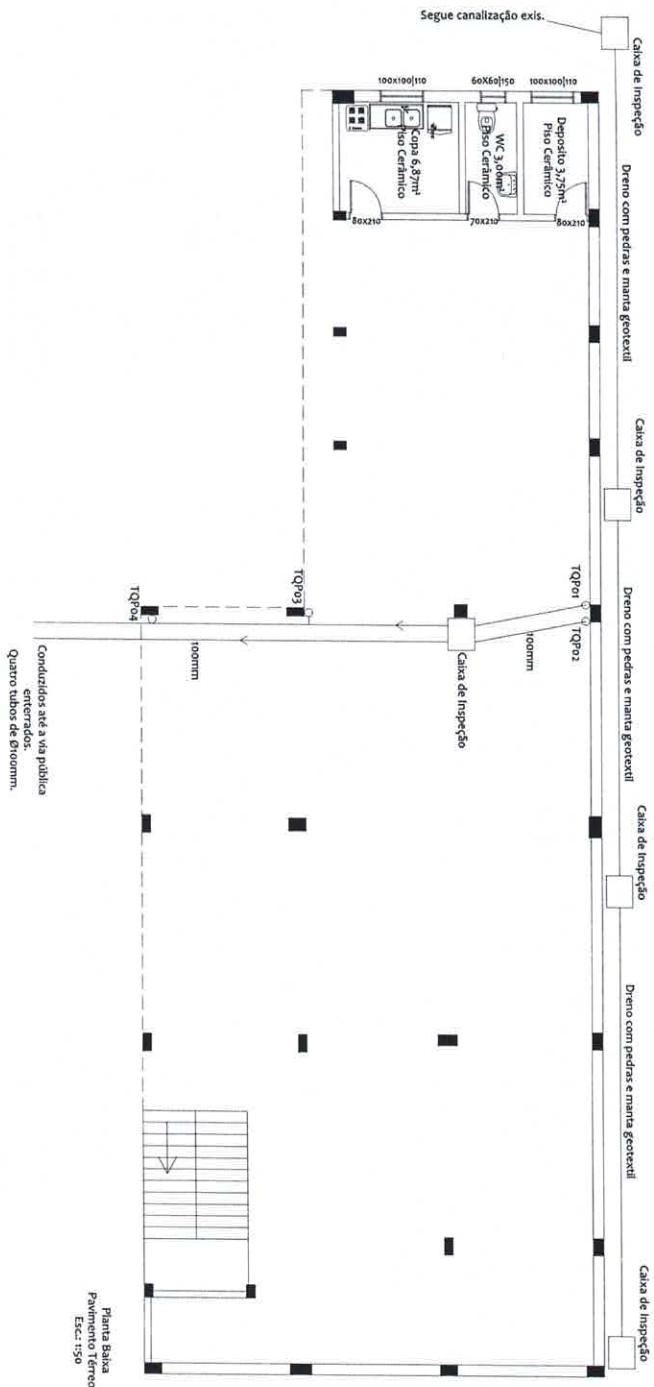 Segue canalização exis.
Caixa de Inspeção
Dreno com pedras e manta geotextil
Caixa de Inspeção
Dreno com pedras e manta geotextil
Caixa de Inspeção
Dreno com pedras e manta geotextil
Caixa de Inspeção
100x100|110
60X60|150
100x100|110
Deposito 3,75m²
Piso Cerâmico
WC 3,00m²
Piso Cerâmico
Copa 6,87m²
Piso Cerâmico
80x210
70x210
80x210
TQP01
TQP02
100mm
Caixa de Inspeção
TQP03
TQP04
100mm
Conduzidos até a via pública
enterrados.
Quatro tubos de Ø100mm.
Planta Baixa
Pavimento Térreo
Esc.: 1:50